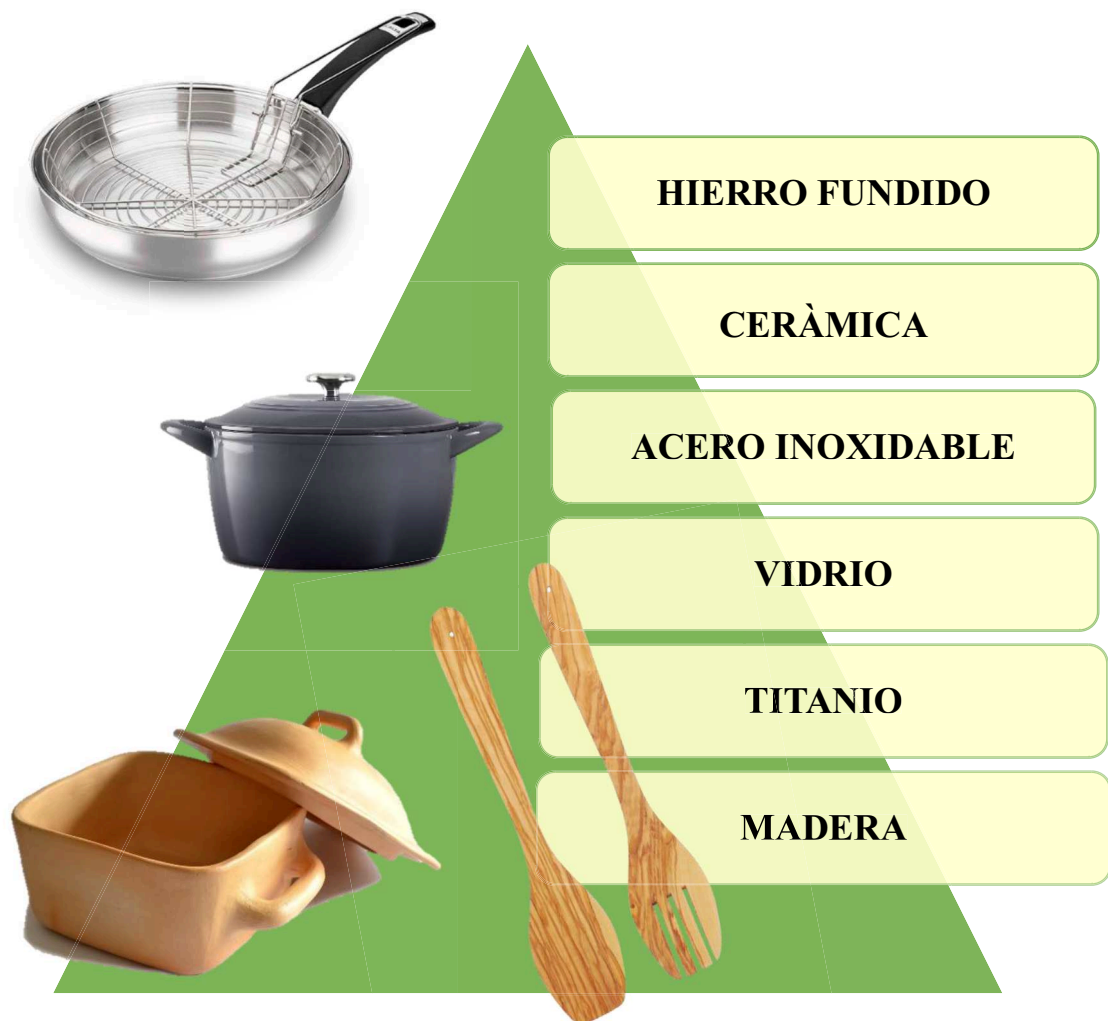 HIERRO FUNDIDO
CERÀMICA
ACERO INOXIDABLE
VIDRIO
TITANIO
MADERA